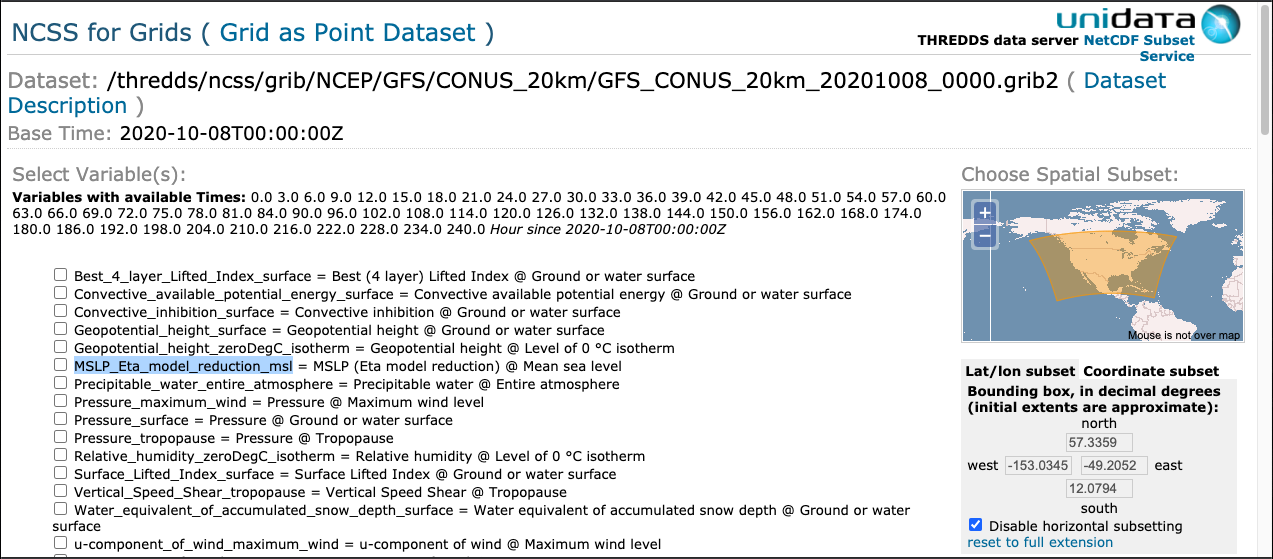 NCSS for Grids ( Grid as Point Dataset )
unidata
THREDDS data server NetCDF Subset
Service
Dataset: /thredds/ncss/grib/NCEP/GFS/CONUS_20km/GFS_CONUS_20km_20201008_0000.grib2 ( Dataset
Description )
Base Time: 2020-10-08T00:00:00Z
Select Variable(s):
Variables with available Times: 0.0 3.0 6.0 9.0 12.0 15.0 18.0 21.0 24.0 27.0 30.0 33.0 36.0 39.0 42.0 45.0 48.0 51.0 54.0 57.0 60.0
63.0 66.0 69.0 72.0 75.0 78.0 81.0 84.0 90.0 96.0 102.0 108.0 114.0 120.0 126.0 132.0 138.0 144.0 150.0 156.0 162.0 168.0 174.0
180.0 186.0 192.0 198.0 204.0 210.0 216.0 222.0 228.0 234.0 240.0 Hour since 2020-10-08T00:00:00Z
Best_4_layer_Lifted_Index_surface = Best (4 layer) Lifted Index @ Ground or water surface
Convective_available_potential_energy_surface = Convective available potential energy @ Ground or water surface
Convective_inhibition_surface = Convective inhibition @ Ground or water surface
Geopotential_height_surface = Geopotential height @ Ground or water surface
Geopotential_height_zeroDegC_isotherm = Geopotential height @ Level of 0 °C isotherm
MSLP_Eta_model_reduction_msl = MSLP (Eta model reduction) @ Mean sea level
Precipitable_water_entire_atmosphere = Precipitable water @ Entire atmosphere
Pressure_maximum_wind = Pressure @ Maximum wind level
Pressure_surface = Pressure @ Ground or water surface
Pressure_tropopause = Pressure @ Tropopause
Relative_humidity_zeroDegC_isotherm = Relative humidity @ Level of 0 °C isotherm
Surface_Lifted_Index_surface = Surface Lifted Index @ Ground or water surface
Vertical_Speed_Shear_tropopause = Vertical Speed Shear @ Tropopause
Water_equivalent_of_accumulated_snow_depth_surface = Water equivalent of accumulated snow depth @ Ground or water
surface
u-component_of_wind_maximum_wind = u-component of wind @ Maximum wind level
Choose Spatial Subset:
+
−
Mouse is not over map
Lat/lon subset Coordinate subset
Bounding box, in decimal degrees
(initial extents are approximate):
north
57.3359
west -153.0345 -49.2052 east
12.0794
south
Disable horizontal subsetting
reset to full extension